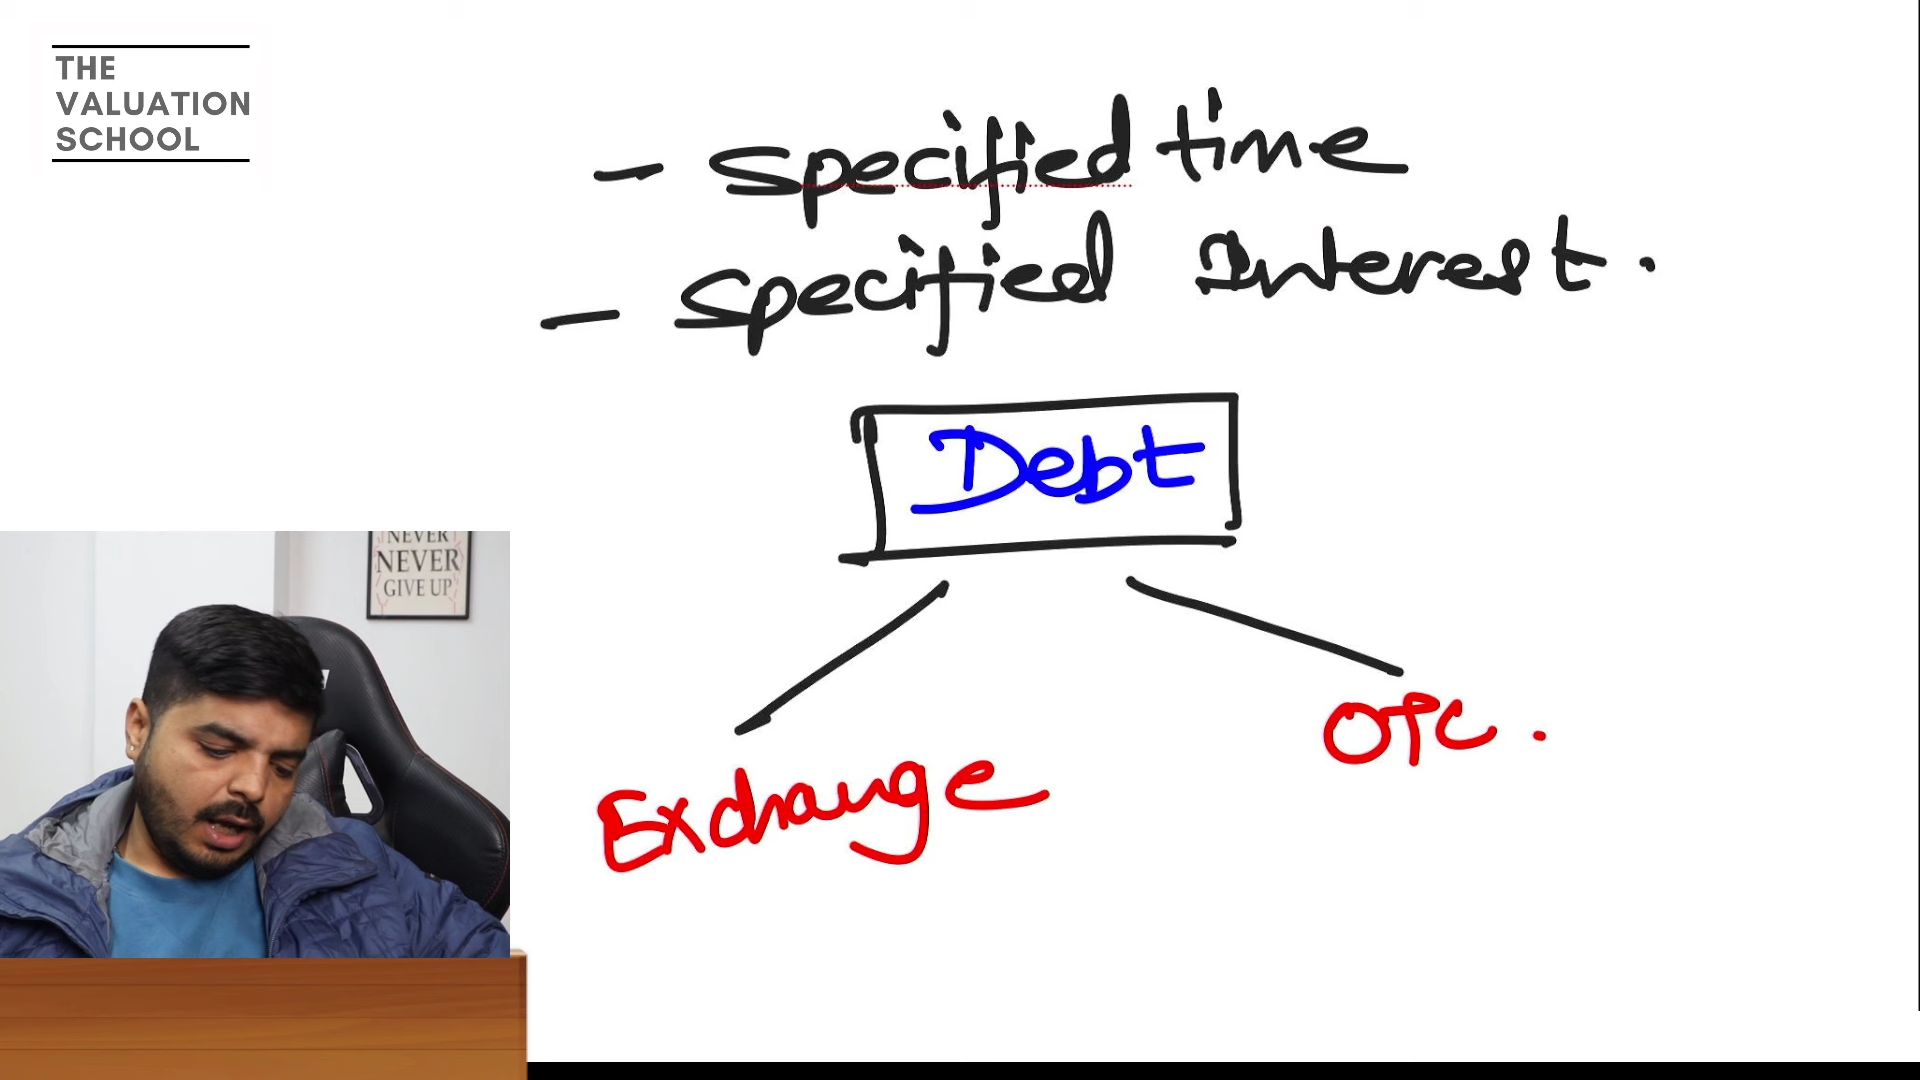 THE
VALUATION
SCHOOL
- Specified time
- Specified Interest.
Debt
OTC.
Exchange
NEVER
NEVER
GIVE UP